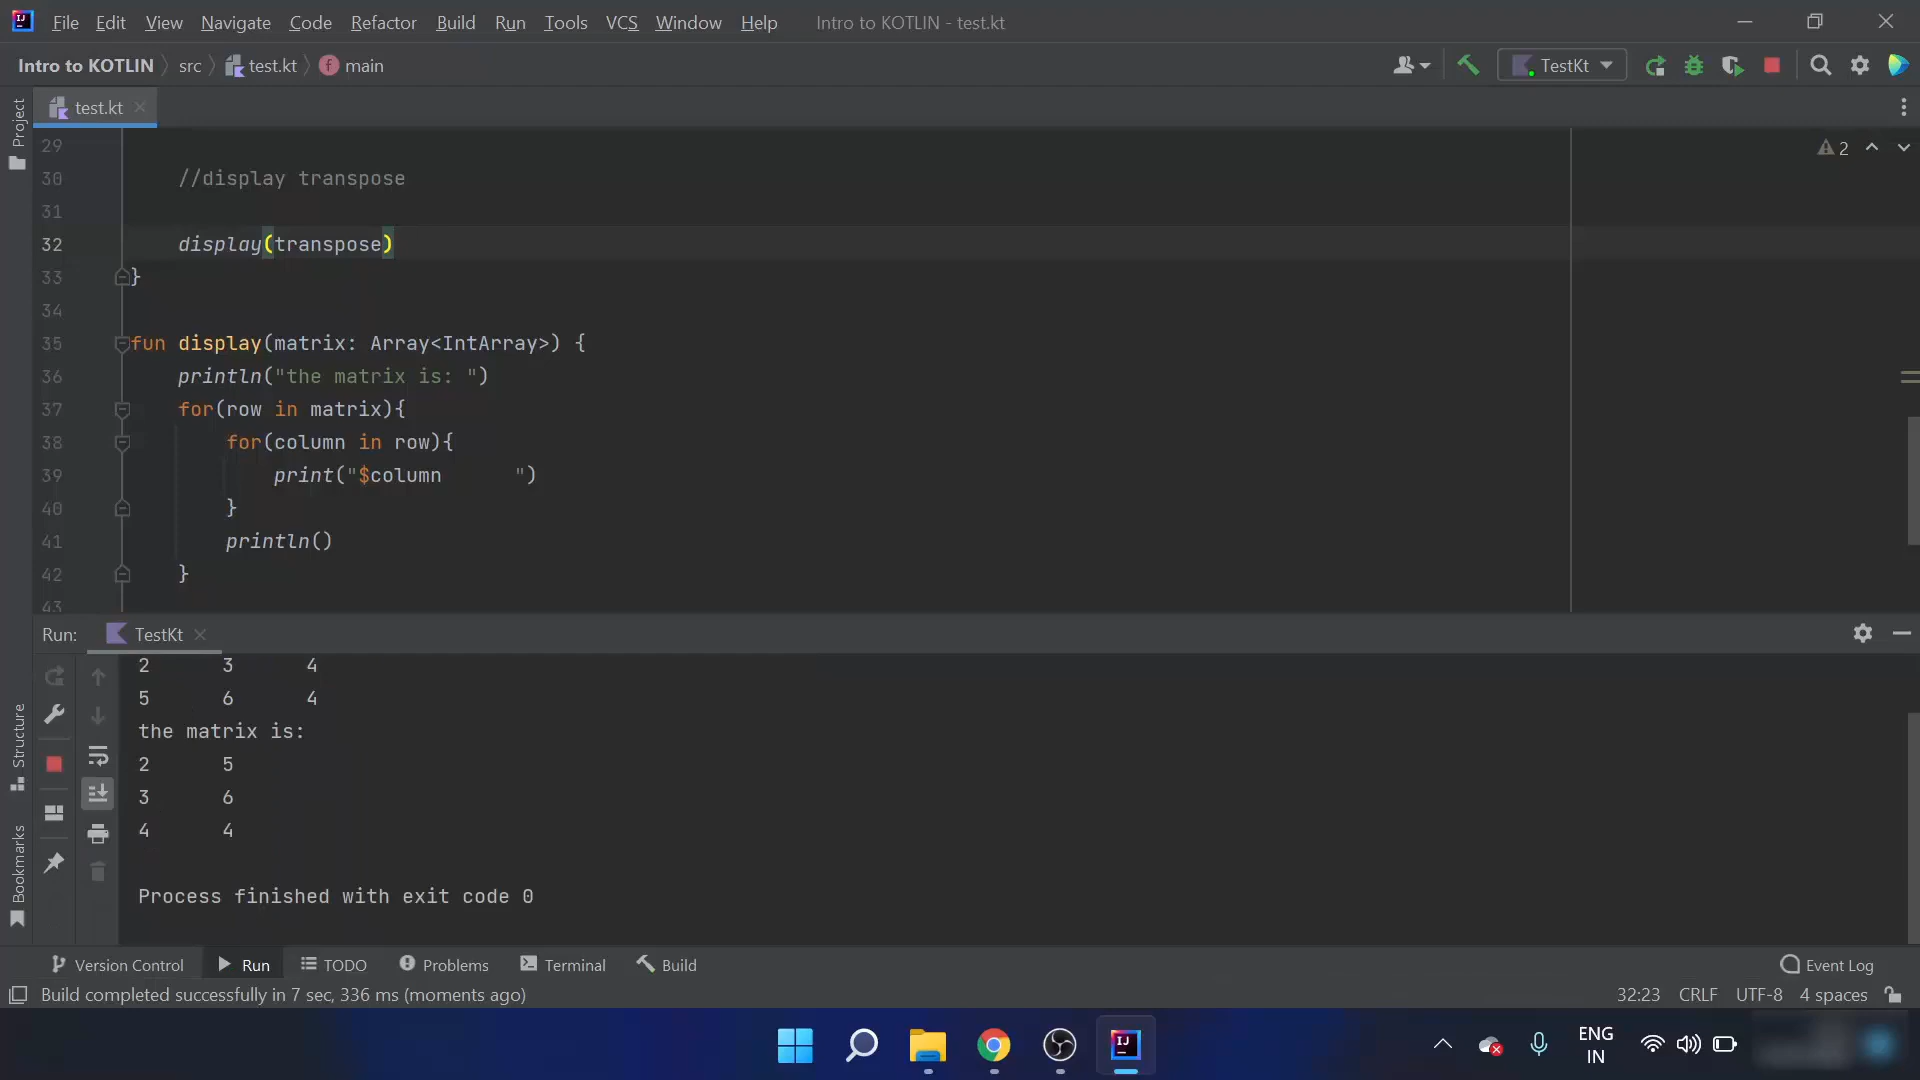 File Edit View Navigate Code Refactor Build Run Tools VCS Window Help Intro to KOTLIN - test.kt
Intro to KOTLIN src test.kt main TestKt
Project
test.kt
29
2
30 //display transpose
31
32 display(transpose)
33 }
34
35 fun display(matrix: Array<IntArray>) {
36 println("the matrix is: ")
37 for(row in matrix){
38 for(column in row){
39 print("$column      ")
40 }
41 println()
42 }
43
Run: TestKt
2 3 4
5 6 4
the matrix is:
2 5
3 6
4 4
Process finished with exit code 0
Structure
Bookmarks
Version Control Run TODO Problems Terminal Build Event Log
Build completed successfully in 7 sec, 336 ms (moments ago) 32:23 CRLF UTF-8 4 spaces
ENG
IN